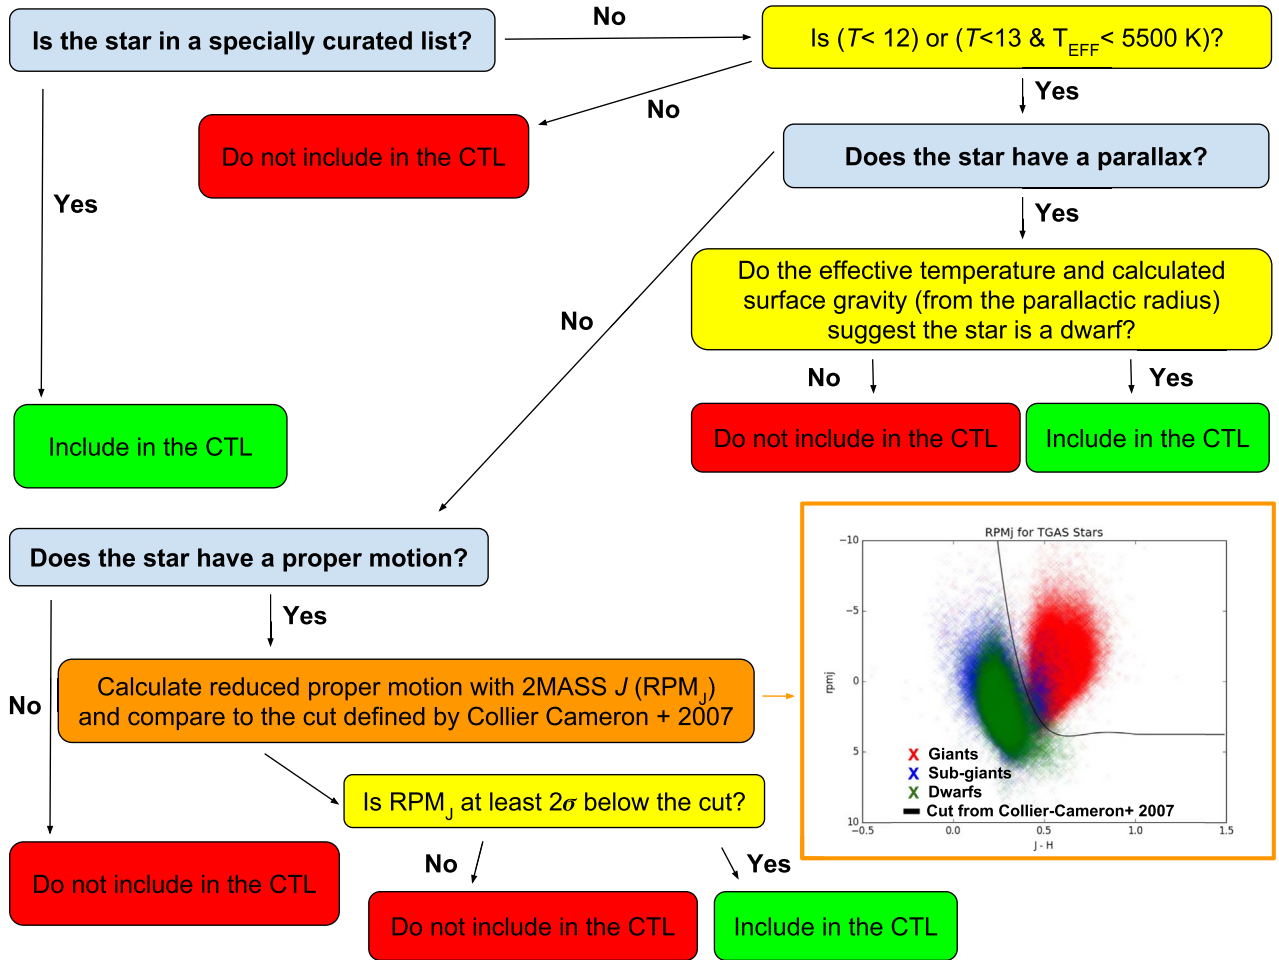 Is the star in a specially curated list?
No
Is (T< 12) or (T<13 & T_EFF< 5500 K)?
Yes
No
Do not include in the CTL
Does the star have a parallax?
Yes
Yes
Do the effective temperature and calculated
surface gravity (from the parallactic radius)
suggest the star is a dwarf?
No
No
Yes
Do not include in the CTL
Include in the CTL
Include in the CTL
Does the star have a proper motion?
Yes
No
Calculate reduced proper motion with 2MASS J (RPM_J)
and compare to the cut defined by Collier Cameron + 2007
Is RPM_J at least 2σ below the cut?
No
Yes
Do not include in the CTL
Do not include in the CTL
Include in the CTL
RPMj for TGAS Stars
−10
−5
0
5
10
rpmj
X Giants
X Sub-giants
X Dwarfs
Cut from Collier-Cameron+ 2007
−0.5 0.0 0.5 1.0 1.5
J - H